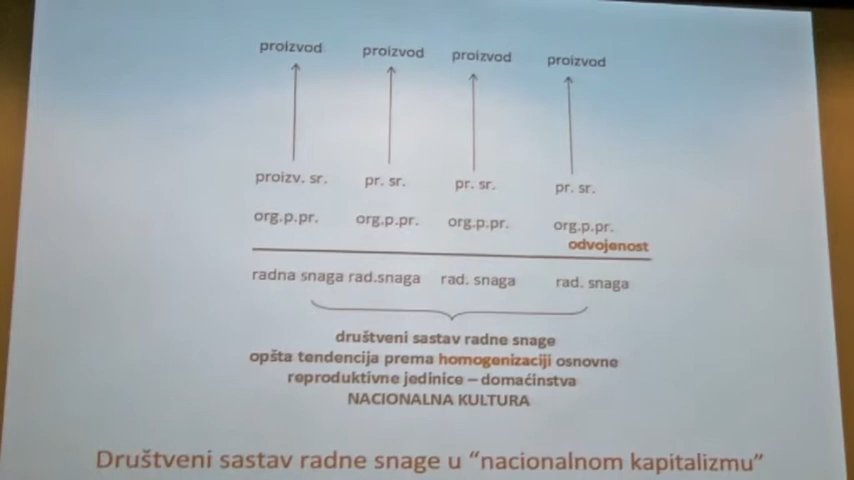 proizvod proizvod proizvod proizvod
proizv. sr. pr. sr. pr. sr. pr. sr.
org.p.pr. org.p.pr. org.p.pr. org.p.pr.
odvojenost
radna snaga rad.snaga rad. snaga rad. snaga
društveni sastav radne snage
opšta tendencija prema homogenizaciji osnovne
reproduktivne jedinice – domaćinstva
NACIONALNA KULTURA
Društveni sastav radne snage u “nacionalnom kapitalizmu”